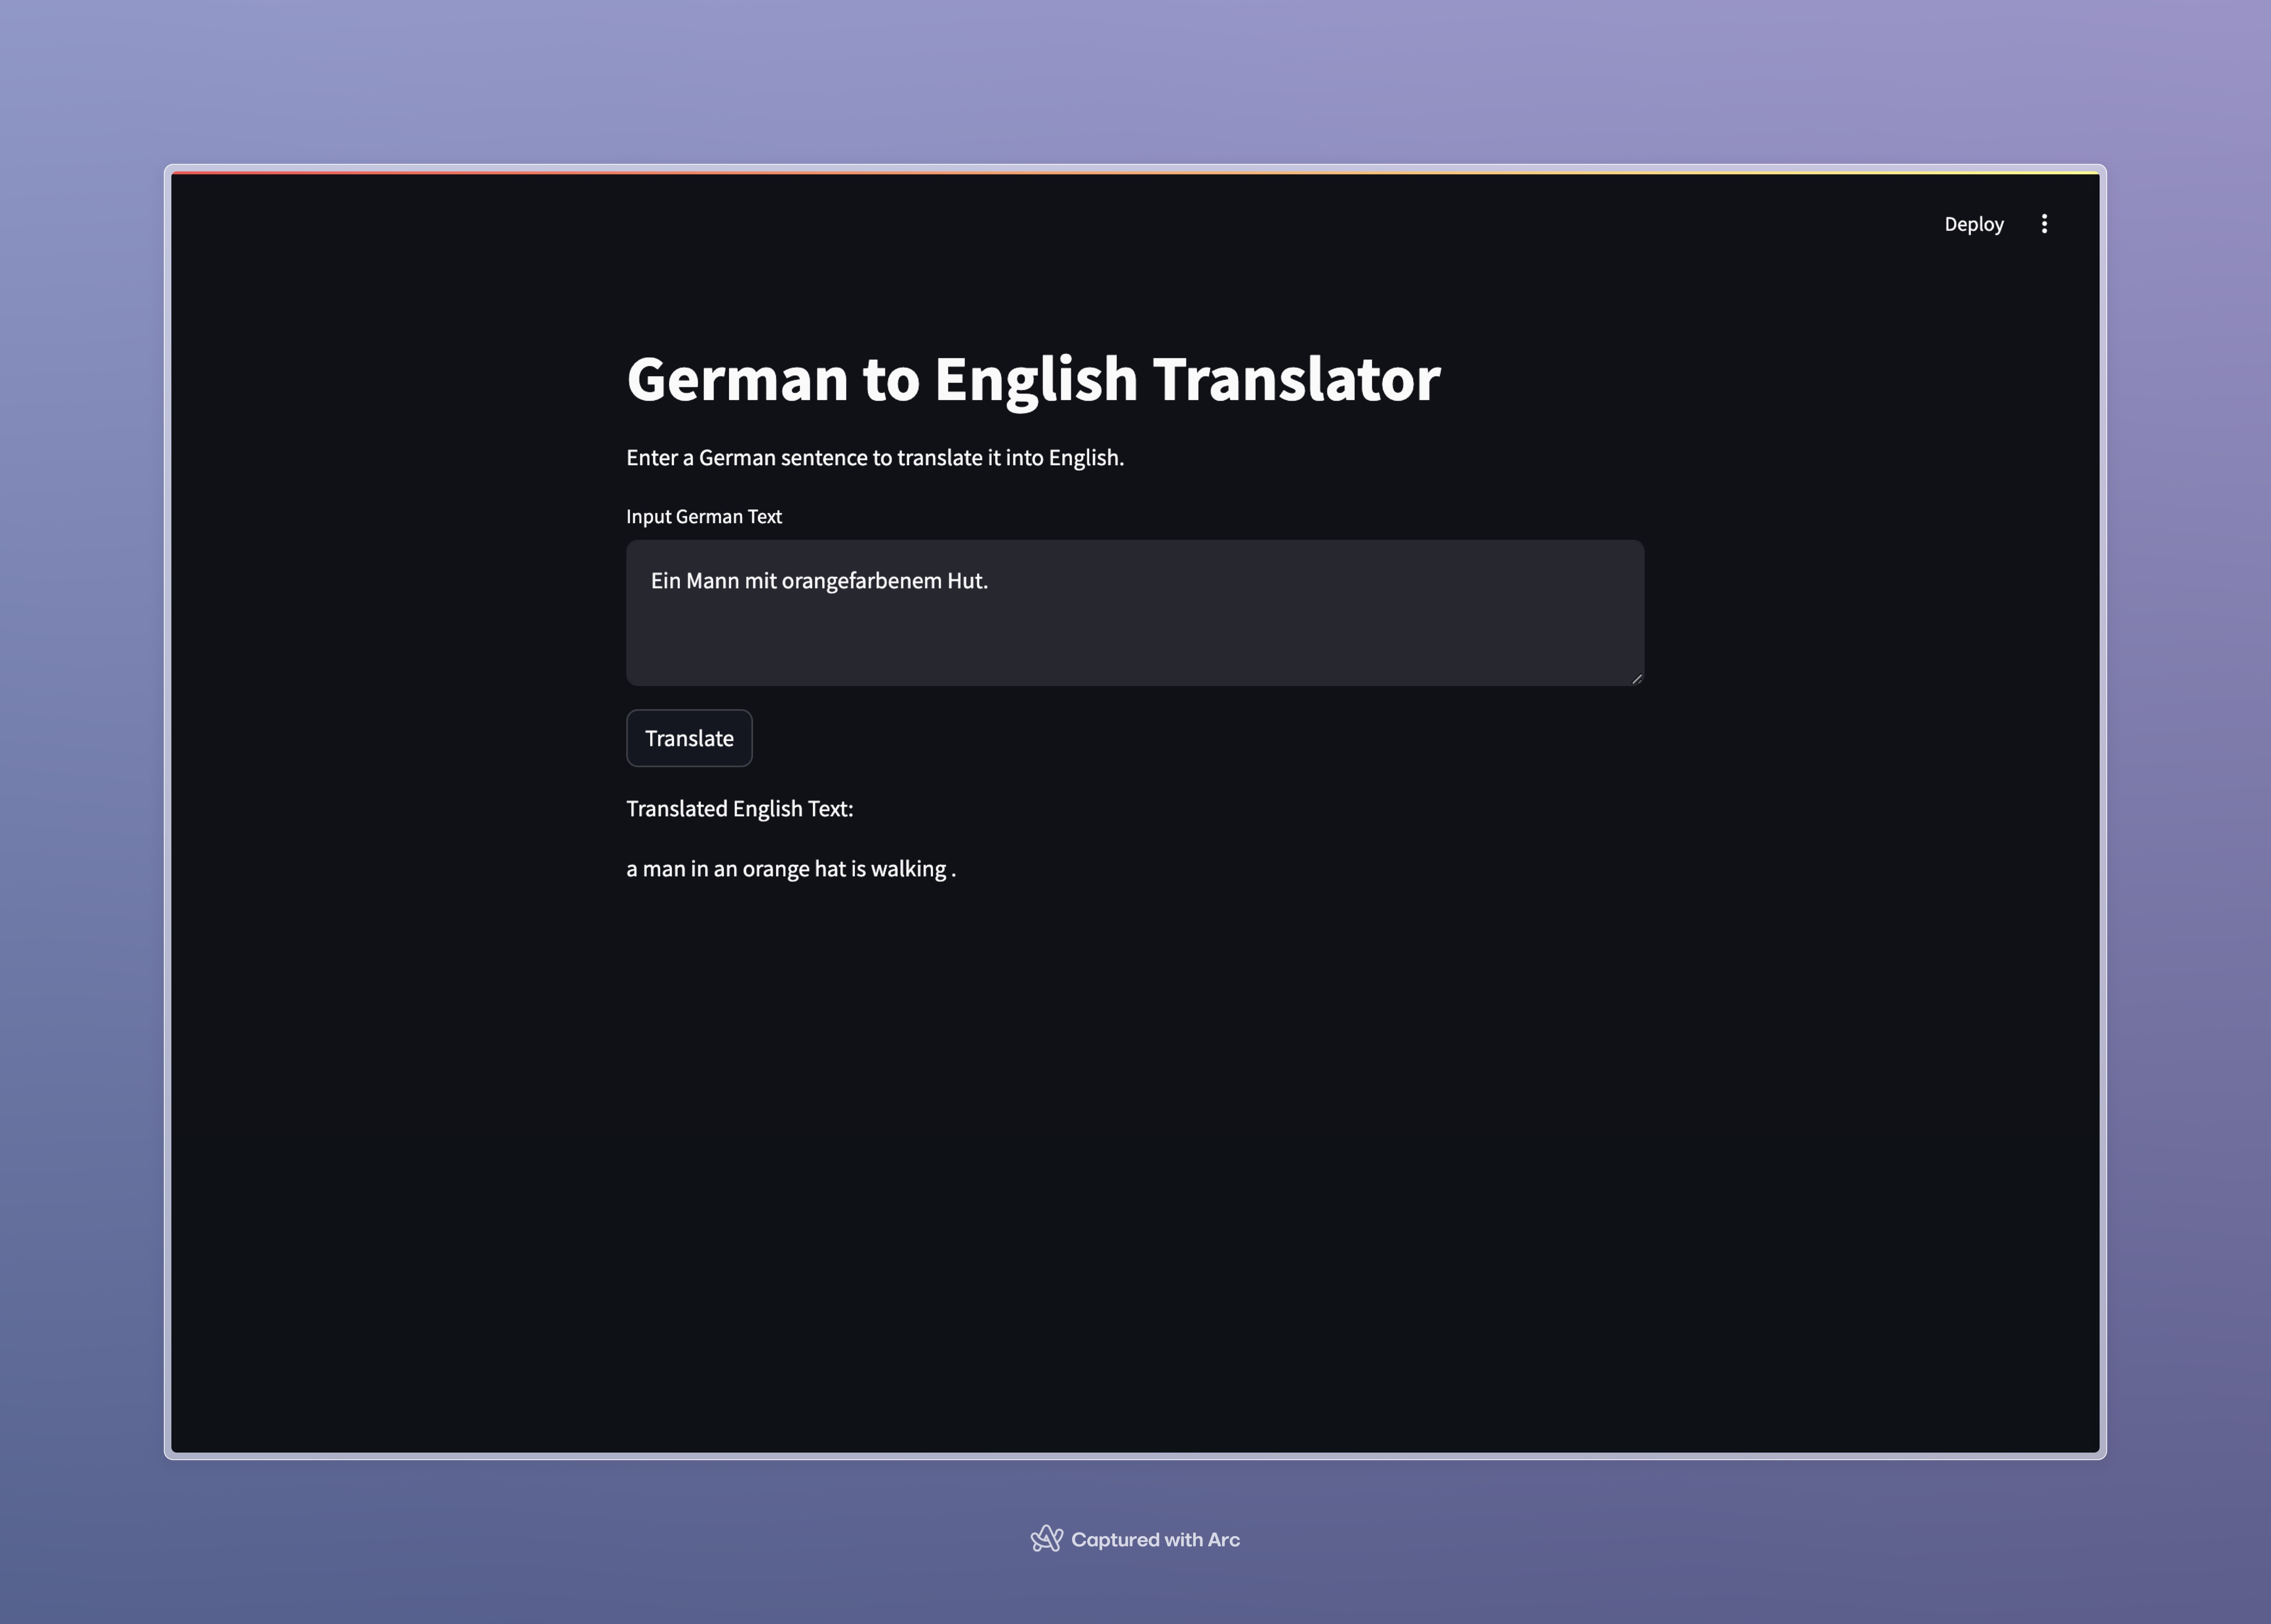 Deploy
German to English Translator
Enter a German sentence to translate it into English.
Input German Text
Ein Mann mit orangefarbenem Hut.
Translate
Translated English Text:
a man in an orange hat is walking .
Captured with Arc